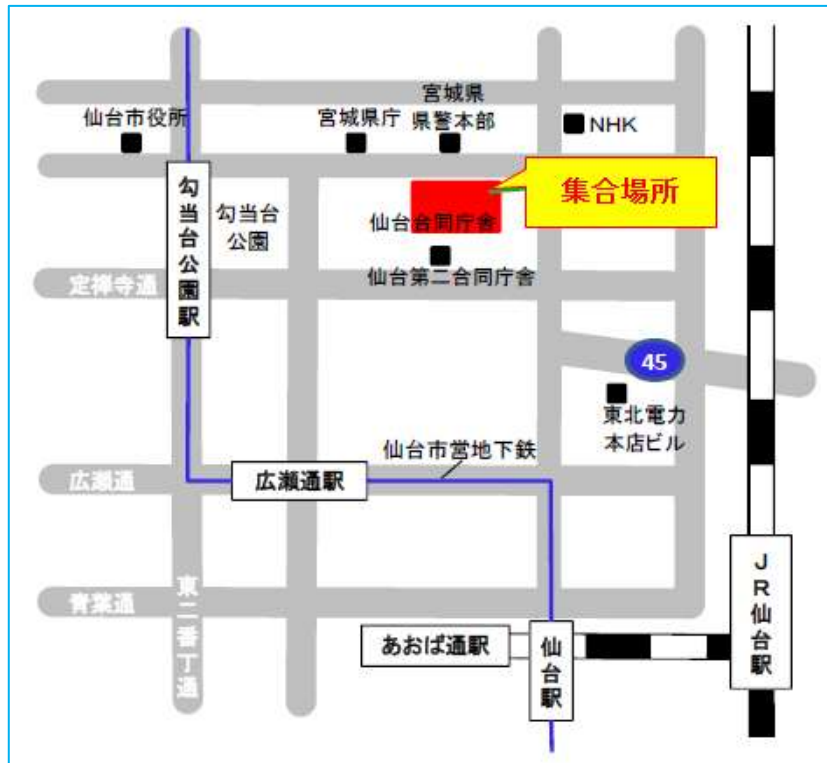 宮城県
県警本部
仙台市役所
宮城県庁
NHK
集合場所
勾当台公園駅
勾当台
公園
仙台合同庁舎
仙台第二合同庁舎
定禅寺通
45
東北電力
本店ビル
仙台市営地下鉄
広瀬通
広瀬通駅
青葉通
東二番丁通
あおば通駅
仙台駅
JR仙台駅